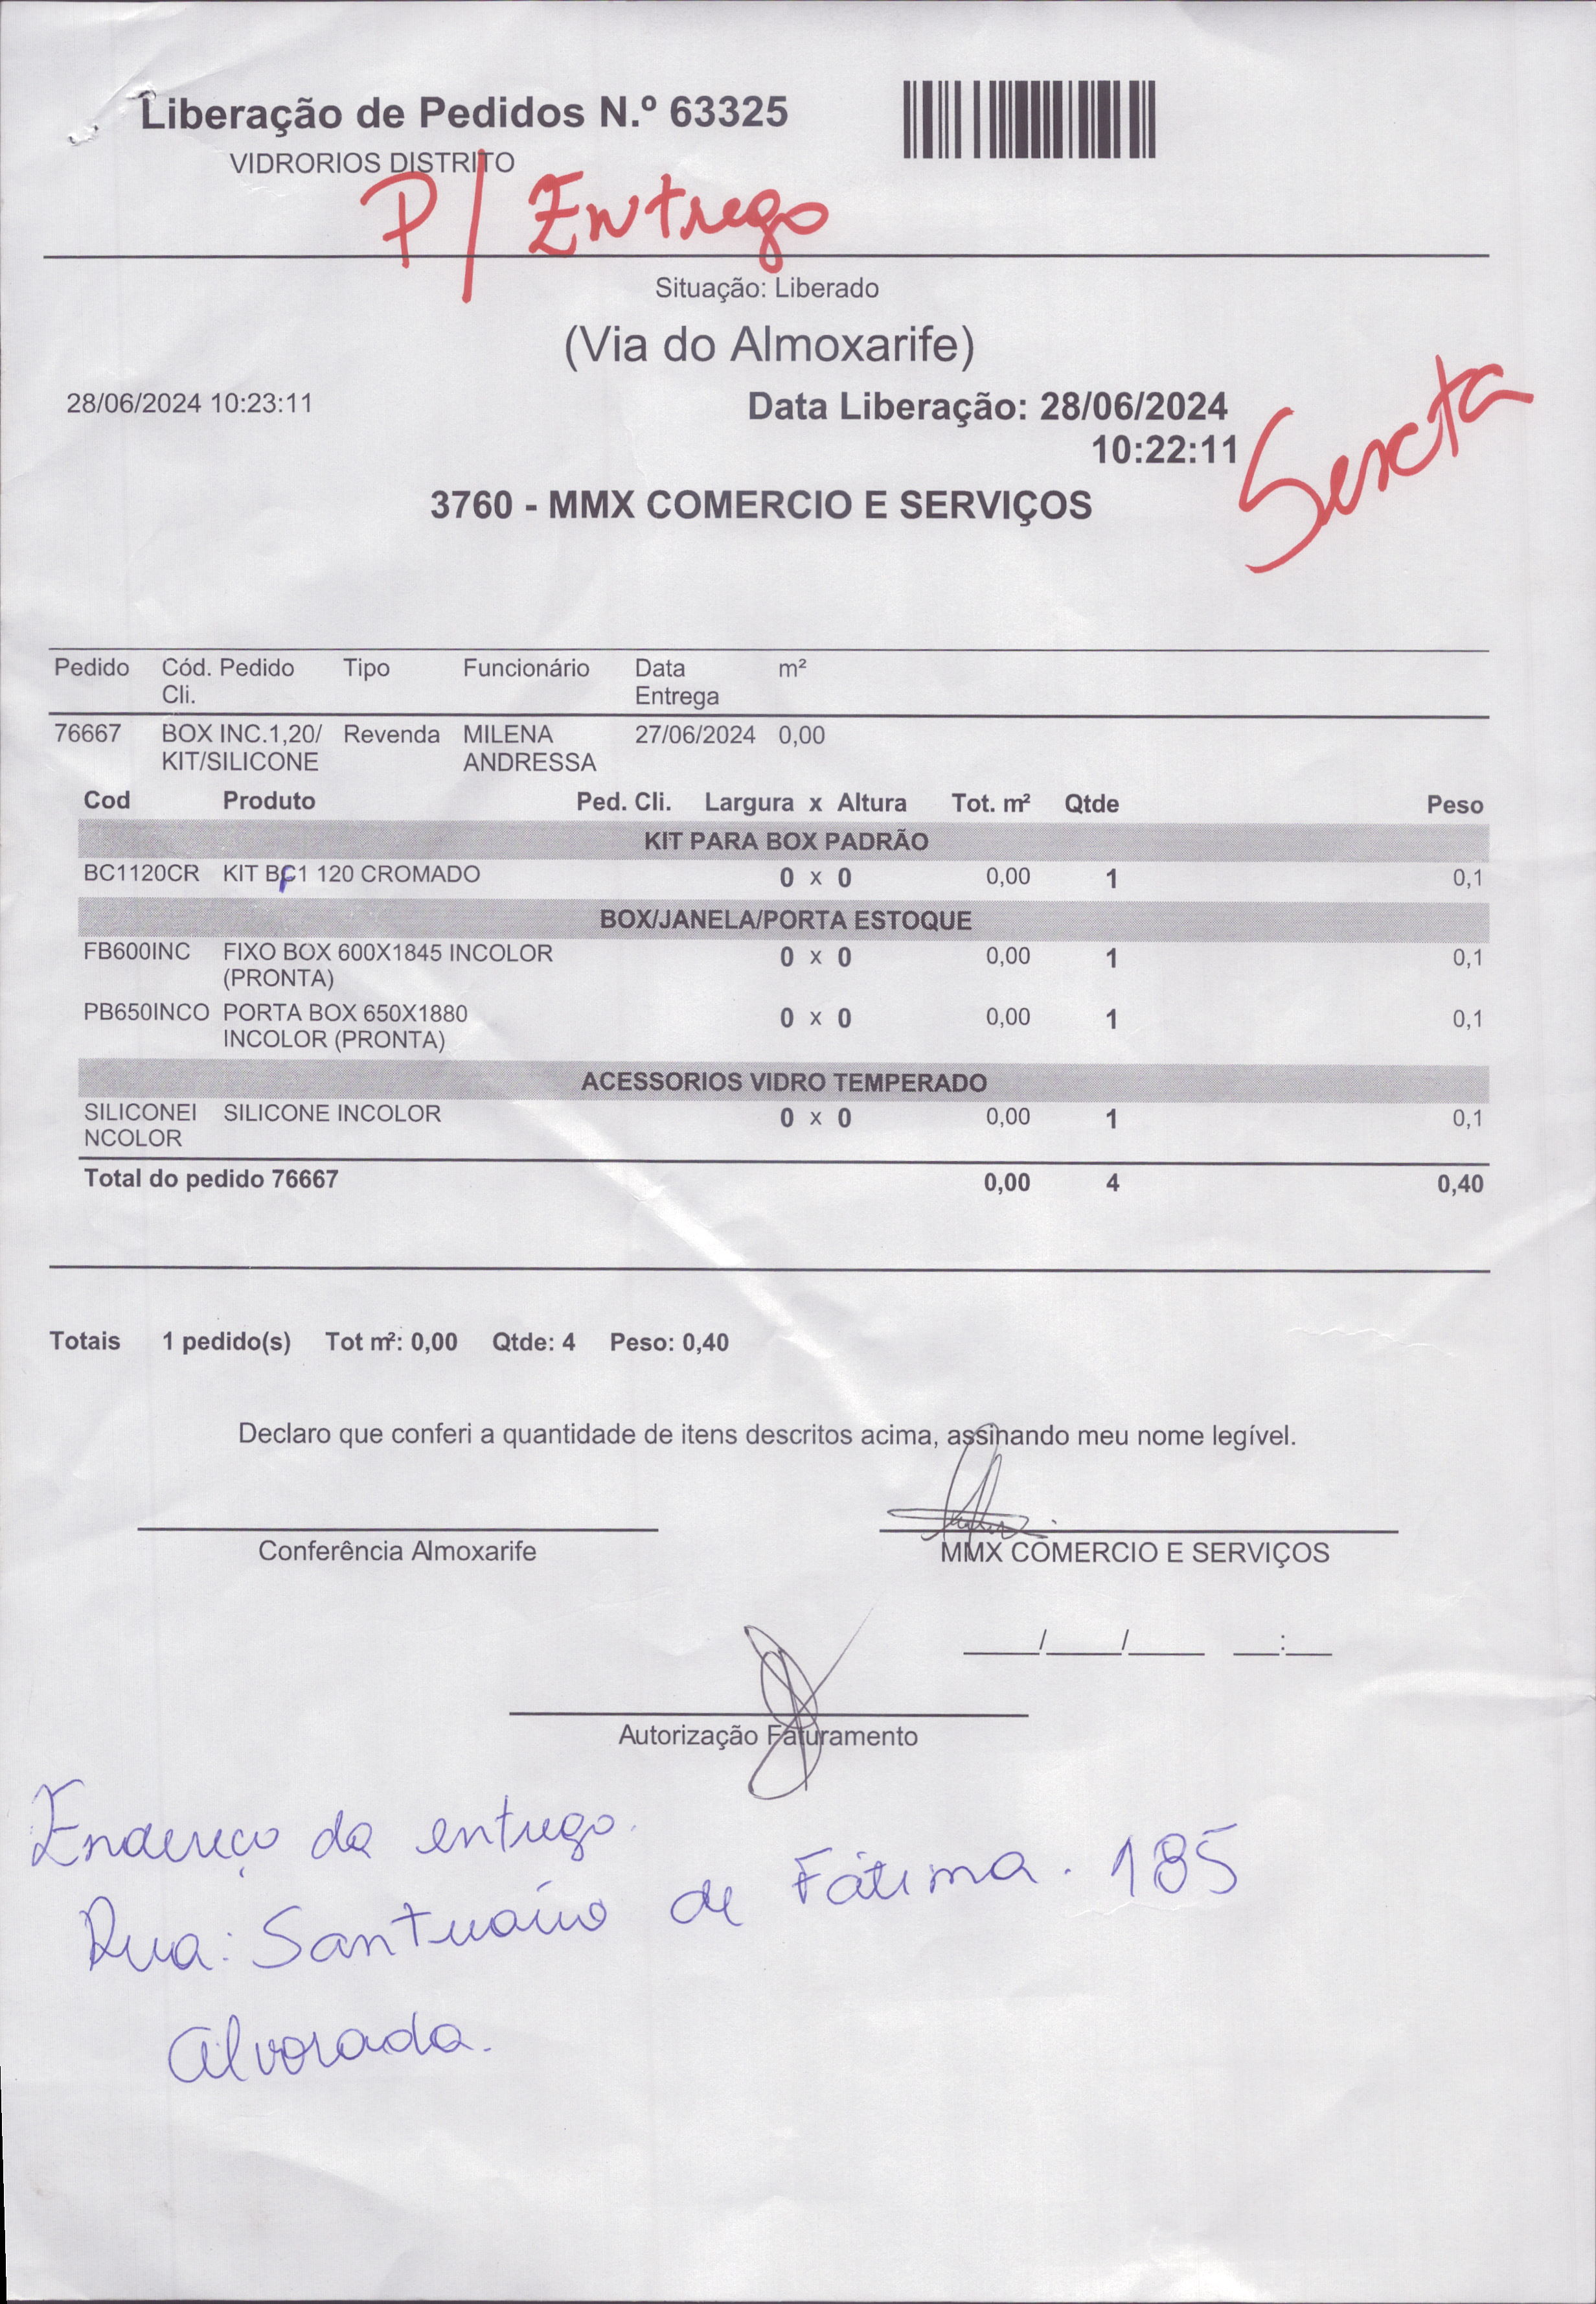 Liberação de Pedidos N.º 63325
VIDRORIOS DISTRITO
P/ Entrega
Situação: Liberado
(Via do Almoxarife)
28/06/2024 10:23:11
Data Liberação: 28/06/2024
10:22:11
Sexta
3760 - MMX COMERCIO E SERVIÇOS
Pedido Cód. Pedido Tipo Funcionário Data m²
Cli. Entrega
76667 BOX INC.1,20/ Revenda MILENA 27/06/2024 0,00
KIT/SILICONE ANDRESSA
Cod Produto Ped. Cli. Largura x Altura Tot. m² Qtde Peso
KIT PARA BOX PADRÃO
BC1120CR KIT BC1 120 CROMADO 0 x 0 0,00 1 0,1
BOX/JANELA/PORTA ESTOQUE
FB600INC FIXO BOX 600X1845 INCOLOR 0 x 0 0,00 1 0,1
(PRONTA)
PB650INCO PORTA BOX 650X1880 0 x 0 0,00 1 0,1
INCOLOR (PRONTA)
ACESSORIOS VIDRO TEMPERADO
SILICONEI SILICONE INCOLOR 0 x 0 0,00 1 0,1
NCOLOR
Total do pedido 76667 0,00 4 0,40
Totais 1 pedido(s) Tot m²: 0,00 Qtde: 4 Peso: 0,40
Declaro que conferi a quantidade de itens descritos acima, assinando meu nome legível.
Conferência Almoxarife
MMX COMERCIO E SERVIÇOS
___/___/___ __:__
Autorização Faturamento
Endereço da entrega.
Rua: Santuário de Fátima. 185
Alvorada.